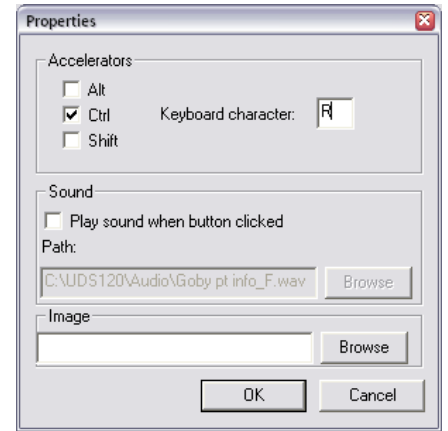 Properties
Accelerators
Alt
Ctrl Keyboard character: R
Shift
Sound
Play sound when button clicked
Path:
C:\UDS120\Audio\Goby pt info_F.wav Browse
Image
Browse
OK Cancel